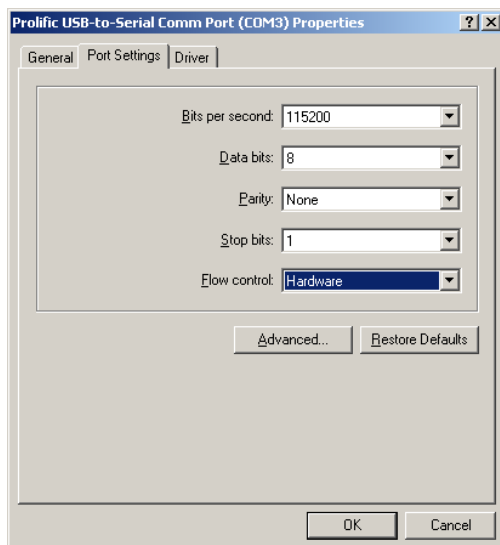 Prolific USB-to-Serial Comm Port (COM3) Properties
General Port Settings Driver
Bits per second: 115200
Data bits: 8
Parity: None
Stop bits: 1
Flow control: Hardware
Advanced... Restore Defaults
OK Cancel